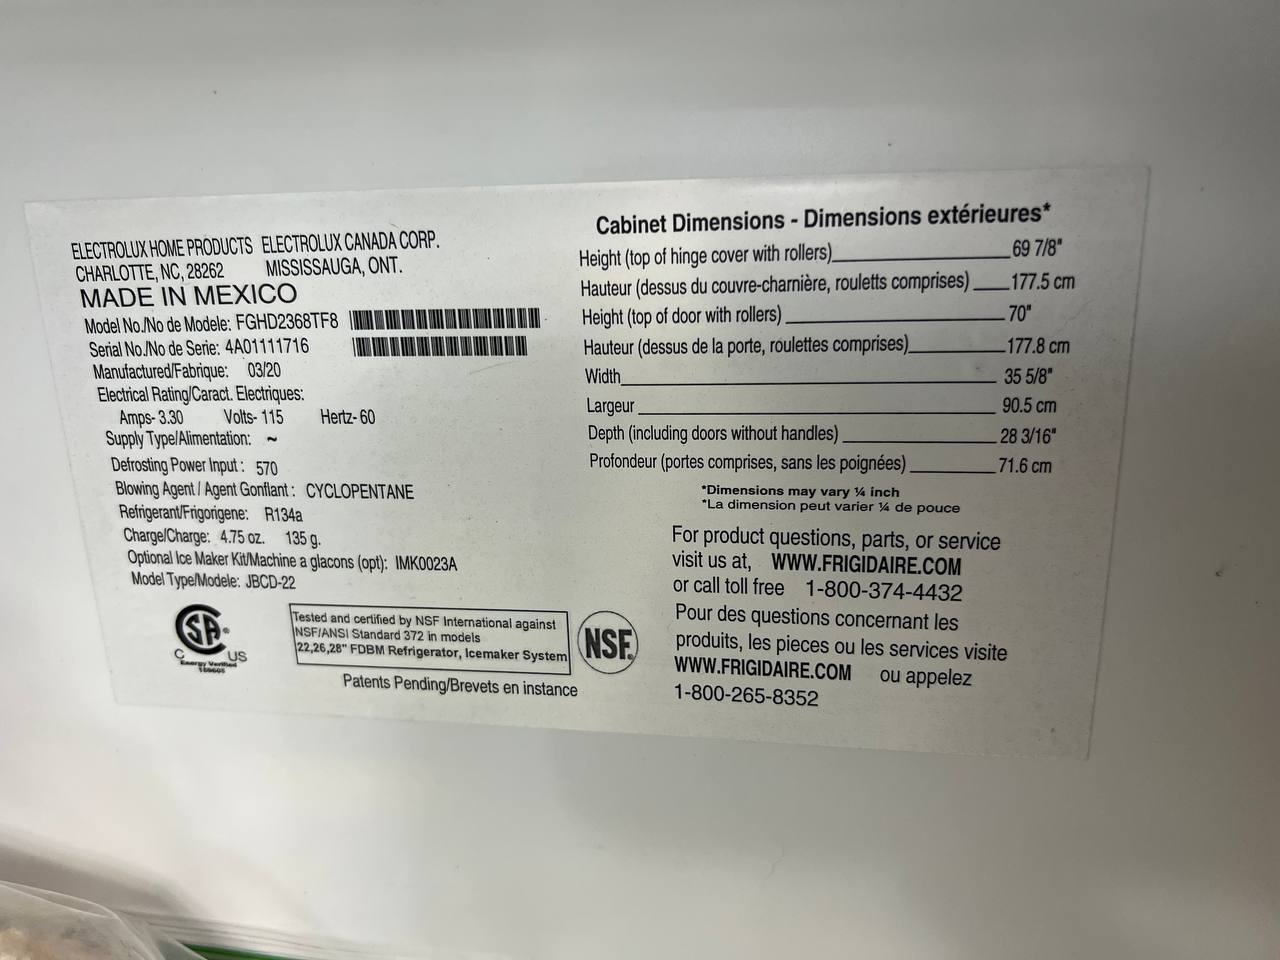 ELECTROLUX HOME PRODUCTS ELECTROLUX CANADA CORP.
CHARLOTTE, NC, 28262 MISSISSAUGA, ONT.
MADE IN MEXICO
Model No./No de Modele: FGHD2368TF8
Serial No./No de Serie: 4A01111716
Manufactured/Fabrique: 03/20
Electrical Rating/Caract. Electriques:
Amps- 3.30 Volts- 115 Hertz- 60
Supply Type/Alimentation: ~
Defrosting Power Input : 570
Blowing Agent / Agent Gonflant : CYCLOPENTANE
Refrigerant/Frigorigene: R134a
Charge/Charge: 4.75 oz. 135 g.
Optional Ice Maker Kit/Machine a glacons (opt): IMK0023A
Model Type/Modele: JBCD-22
CSA
C US
Energy Verified
Tested and certified by NSF International against
NSF/ANSI Standard 372 in models
22,26,28" FDBM Refrigerator, Icemaker System
NSF.
Patents Pending/Brevets en instance
Cabinet Dimensions - Dimensions extérieures*
Height (top of hinge cover with rollers) 69 7/8"
Hauteur (dessus du couvre-charnière, rouletts comprises) 177.5 cm
Height (top of door with rollers) 70"
Hauteur (dessus de la porte, roulettes comprises) 177.8 cm
Width 35 5/8"
Largeur 90.5 cm
Depth (including doors without handles) 28 3/16"
Profondeur (portes comprises, sans les poignées) 71.6 cm
*Dimensions may vary ¼ inch
*La dimension peut varier ¼ de pouce
For product questions, parts, or service
visit us at, WWW.FRIGIDAIRE.COM
or call toll free 1-800-374-4432
Pour des questions concernant les
produits, les pieces ou les services visite
WWW.FRIGIDAIRE.COM ou appelez
1-800-265-8352